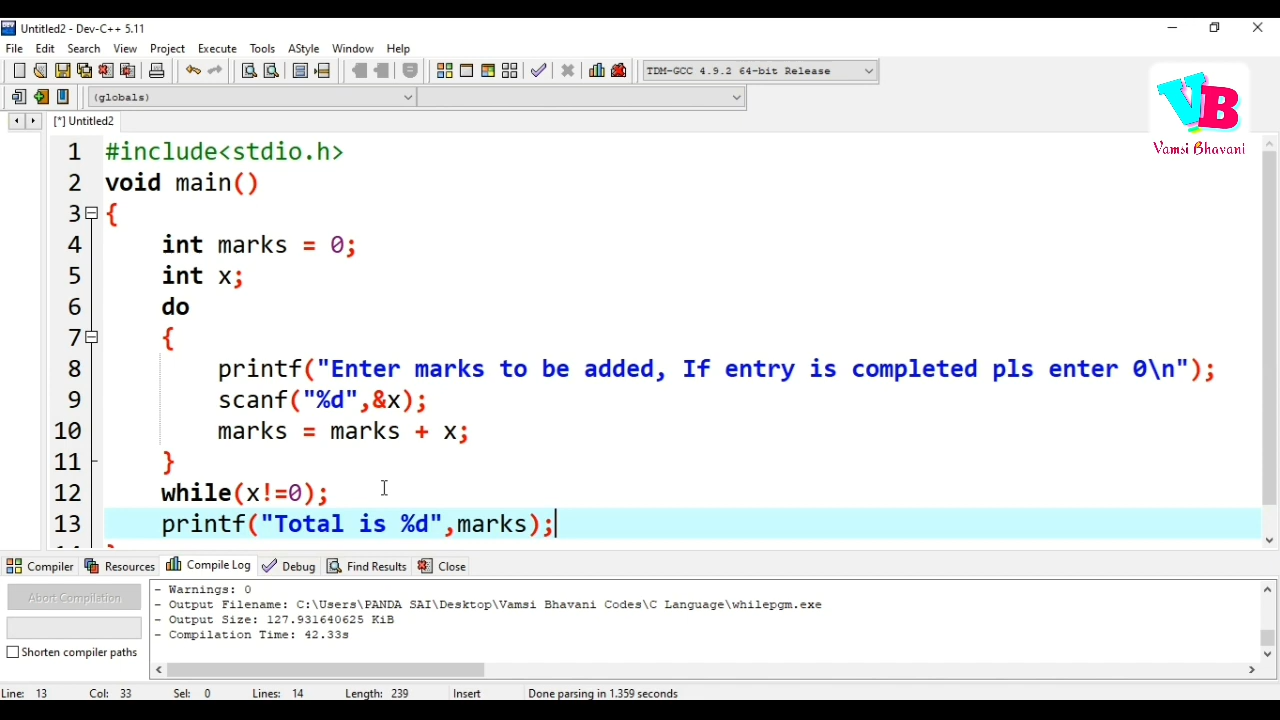 Untitled2 - Dev-C++ 5.11
File Edit Search View Project Execute Tools AStyle Window Help
TDM-GCC 4.9.2 64-bit Release
(globals)
[*] Untitled2
VB
Vamsi Bhavani
1 #include<stdio.h>
2 void main()
3 {
4 int marks = 0;
5 int x;
6 do
7 {
8 printf("Enter marks to be added, If entry is completed pls enter 0\n");
9 scanf("%d",&x);
10 marks = marks + x;
11 }
12 while(x!=0);
13 printf("Total is %d",marks);
Compiler Resources Compile Log Debug Find Results Close
Abort Compilation
Shorten compiler paths
- Warnings: 0
- Output Filename: C:\Users\PANDA SAI\Desktop\Vamsi Bhavani Codes\C Language\whilepgm.exe
- Output Size: 127.931640625 KiB
- Compilation Time: 42.33s
Line: 13 Col: 33 Sel: 0 Lines: 14 Length: 239 Insert Done parsing in 1.359 seconds